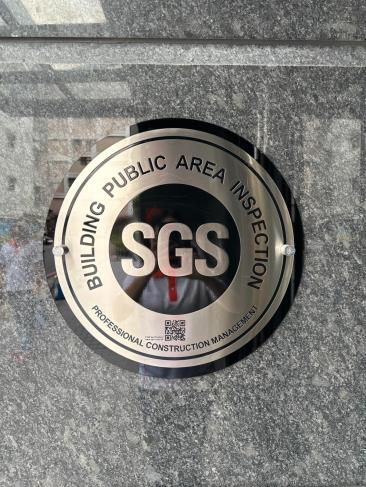 BUILDING PUBLIC AREA INSPECTION
SGS
PROFESSIONAL CONSTRUCTION MANAGEMENT